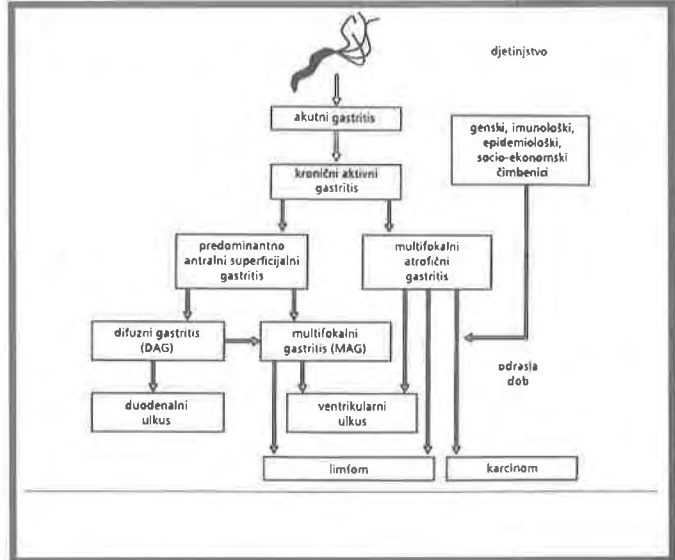 djetinjstvo
akutni gastritis
genski, imunološki,
epidemiološki,
socio-ekonomski
čimbenici
kronični aktivni
gastritis
predominantno
antralni superficijalni
gastritis
multifokalni
atrofični
gastritis
difuzni gastritis
(DAG)
multifokalni
gastritis (MAG)
odrasla
dob
duodenalni
ulkus
ventrikularni
ulkus
limfom
karcinom